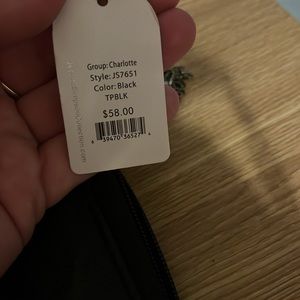 Group: Charlotte
Style: JS7651
Color: Black
TPBLK
$58.00